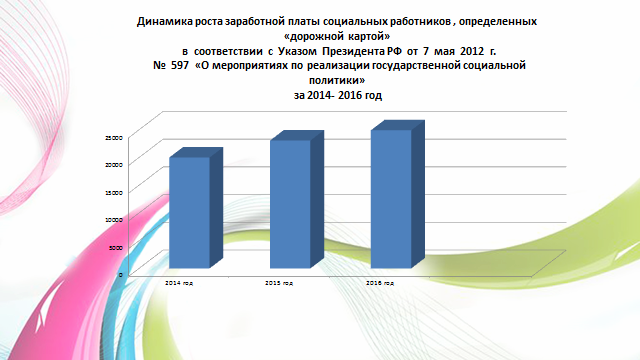 Динамика роста заработной платы социальных работников , определенных
«дорожной картой»
в соответствии с Указом Президента РФ от 7 мая 2012 г.
№ 597 «О мероприятиях по реализации государственной социальной
политики»
за 2014- 2016 год
25000
20000
15000
10000
5000
0
2014 год
2015 год
2016 год